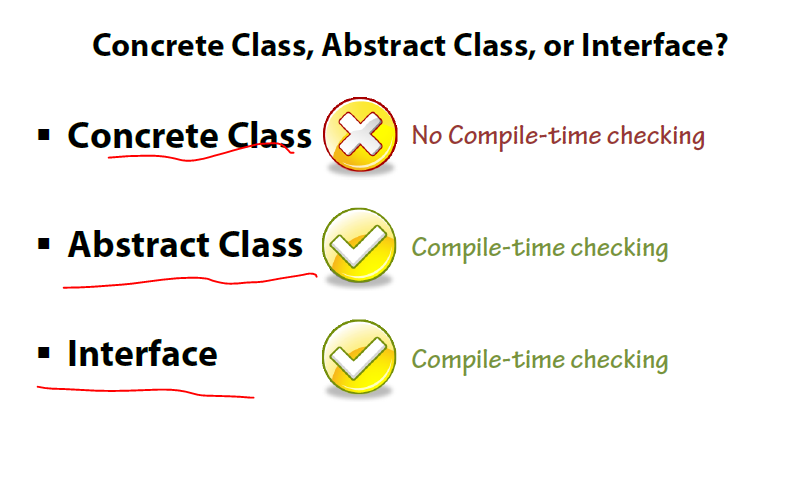 Concrete Class, Abstract Class, or Interface?
▪ Concrete Class No Compile-time checking
▪ Abstract Class Compile-time checking
▪ Interface Compile-time checking